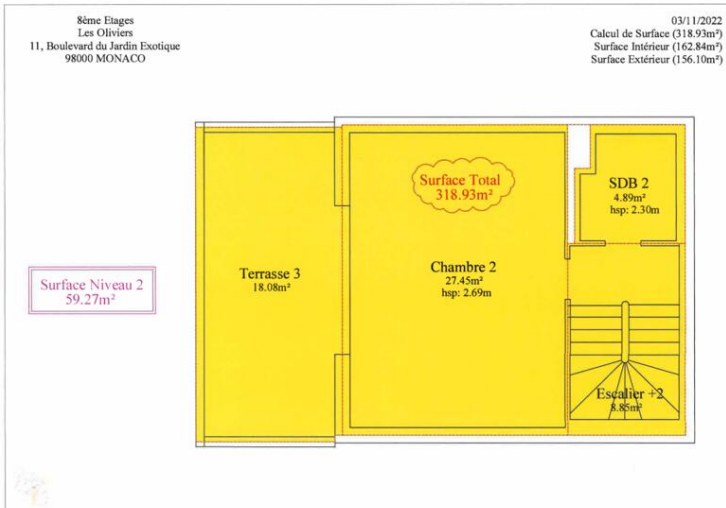 8ème Etages
Les Oliviers
11, Boulevard du Jardin Exotique
98000 MONACO
03/11/2022
Calcul de Surface (318.93m²)
Surface Intérieur (162.84m²)
Surface Extérieur (156.10m²)
Surface Total
318.93m²
SDB 2
4.89m²
hsp: 2.30m
Terrasse 3
18.08m²
Chambre 2
27.45m²
hsp: 2.69m
Surface Niveau 2
59.27m²
Escalier +2
8.85m²